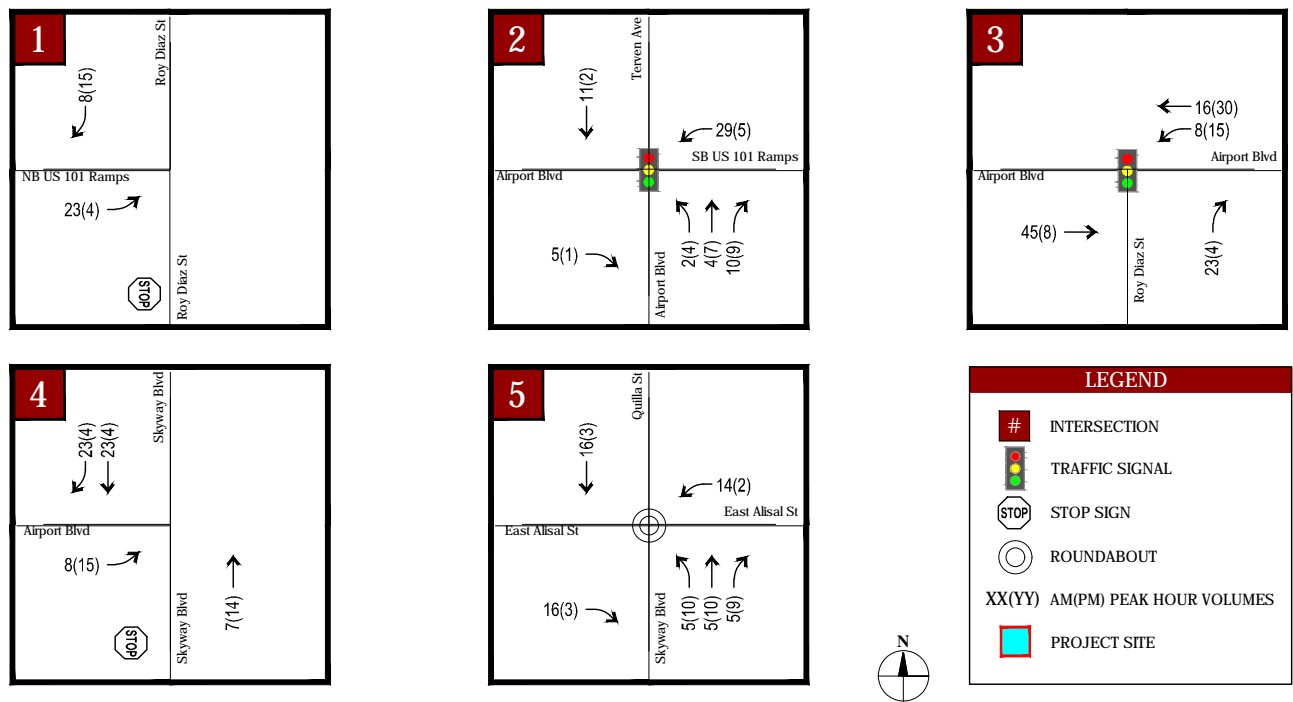 1
Roy Diaz St
8(15)
NB US 101 Ramps
23(4)
STOP
Roy Diaz St
2
Terven Ave
11(2)
29(5)
SB US 101 Ramps
Airport Blvd
5(1)
2(4)
4(7)
10(9)
Airport Blvd
3
16(30)
8(15)
Airport Blvd
Airport Blvd
45(8)
23(4)
Roy Diaz St
4
Skyway Blvd
23(4)
23(4)
Airport Blvd
8(15)
7(14)
STOP
Skyway Blvd
5
Quilla St
16(3)
14(2)
East Alisal St
East Alisal St
16(3)
5(10)
5(10)
5(9)
Skyway Blvd
N
LEGEND
# INTERSECTION
TRAFFIC SIGNAL
STOP STOP SIGN
ROUNDABOUT
XX(YY) AM(PM) PEAK HOUR VOLUMES
PROJECT SITE